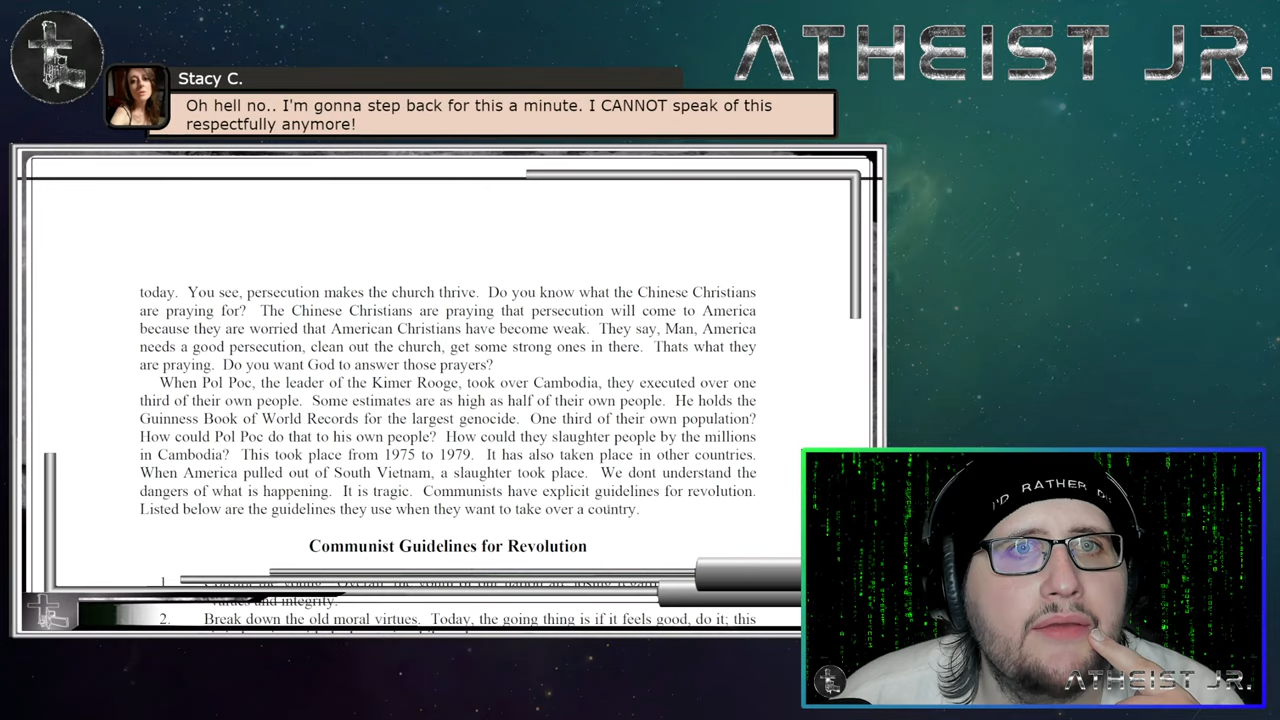 ATHEIST JR.
Stacy C.
Oh hell no.. I'm gonna step back for this a minute. I CANNOT speak of this
respectfully anymore!
today. You see, persecution makes the church thrive. Do you know what the Chinese Christians
are praying for? The Chinese Christians are praying that persecution will come to America
because they are worried that American Christians have become weak. They say, Man, America
needs a good persecution, clean out the church, get some strong ones in there. Thats what they
are praying. Do you want God to answer those prayers?
When Pol Poc, the leader of the Kimer Rooge, took over Cambodia, they executed over one
third of their own people. Some estimates are as high as half of their own people. He holds the
Guinness Book of World Records for the largest genocide. One third of their own population?
How could Pol Poc do that to his own people? How could they slaughter people by the millions
in Cambodia? This took place from 1975 to 1979. It has also taken place in other countries.
When America pulled out of South Vietnam, a slaughter took place. We dont understand the
dangers of what is happening. It is tragic. Communists have explicit guidelines for revolution.
Listed below are the guidelines they use when they want to take over a country.
Communist Guidelines for Revolution
1.
virtues and integrity.
2. Break down the old moral virtues. Today, the going thing is if it feels good, do it; this
I'D RATHER
ATHEIST JR.